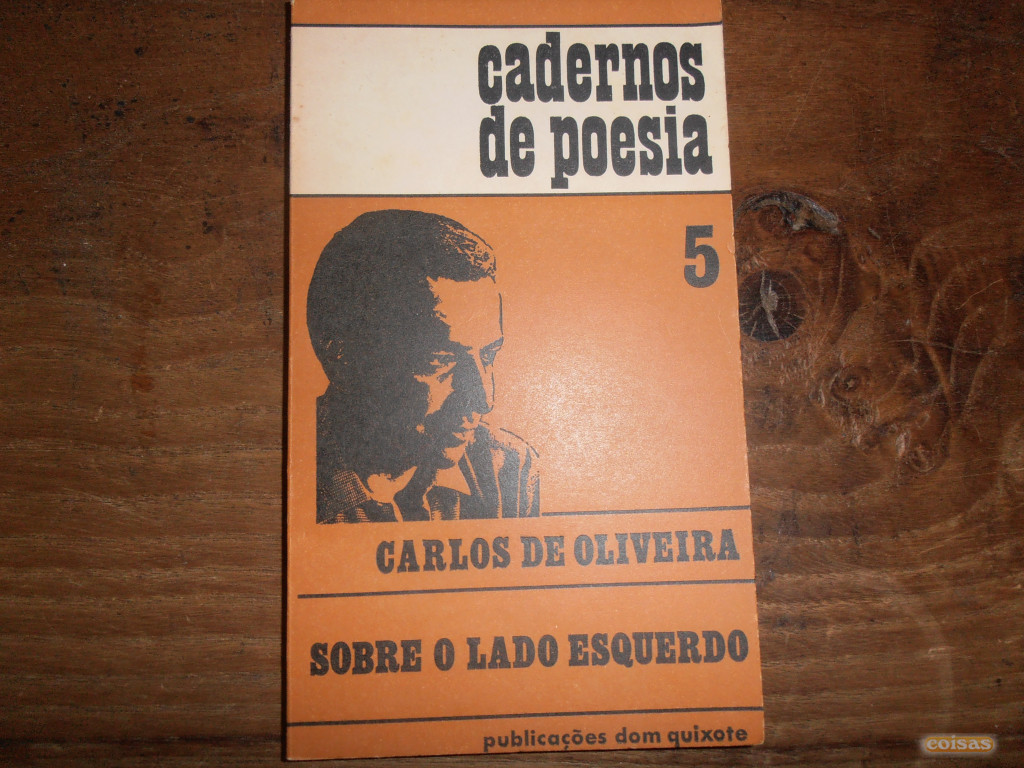 cadernos
de poesia
5
CARLOS DE OLIVEIRA
SOBRE O LADO ESQUERDO
publicações dom quixote
coisas